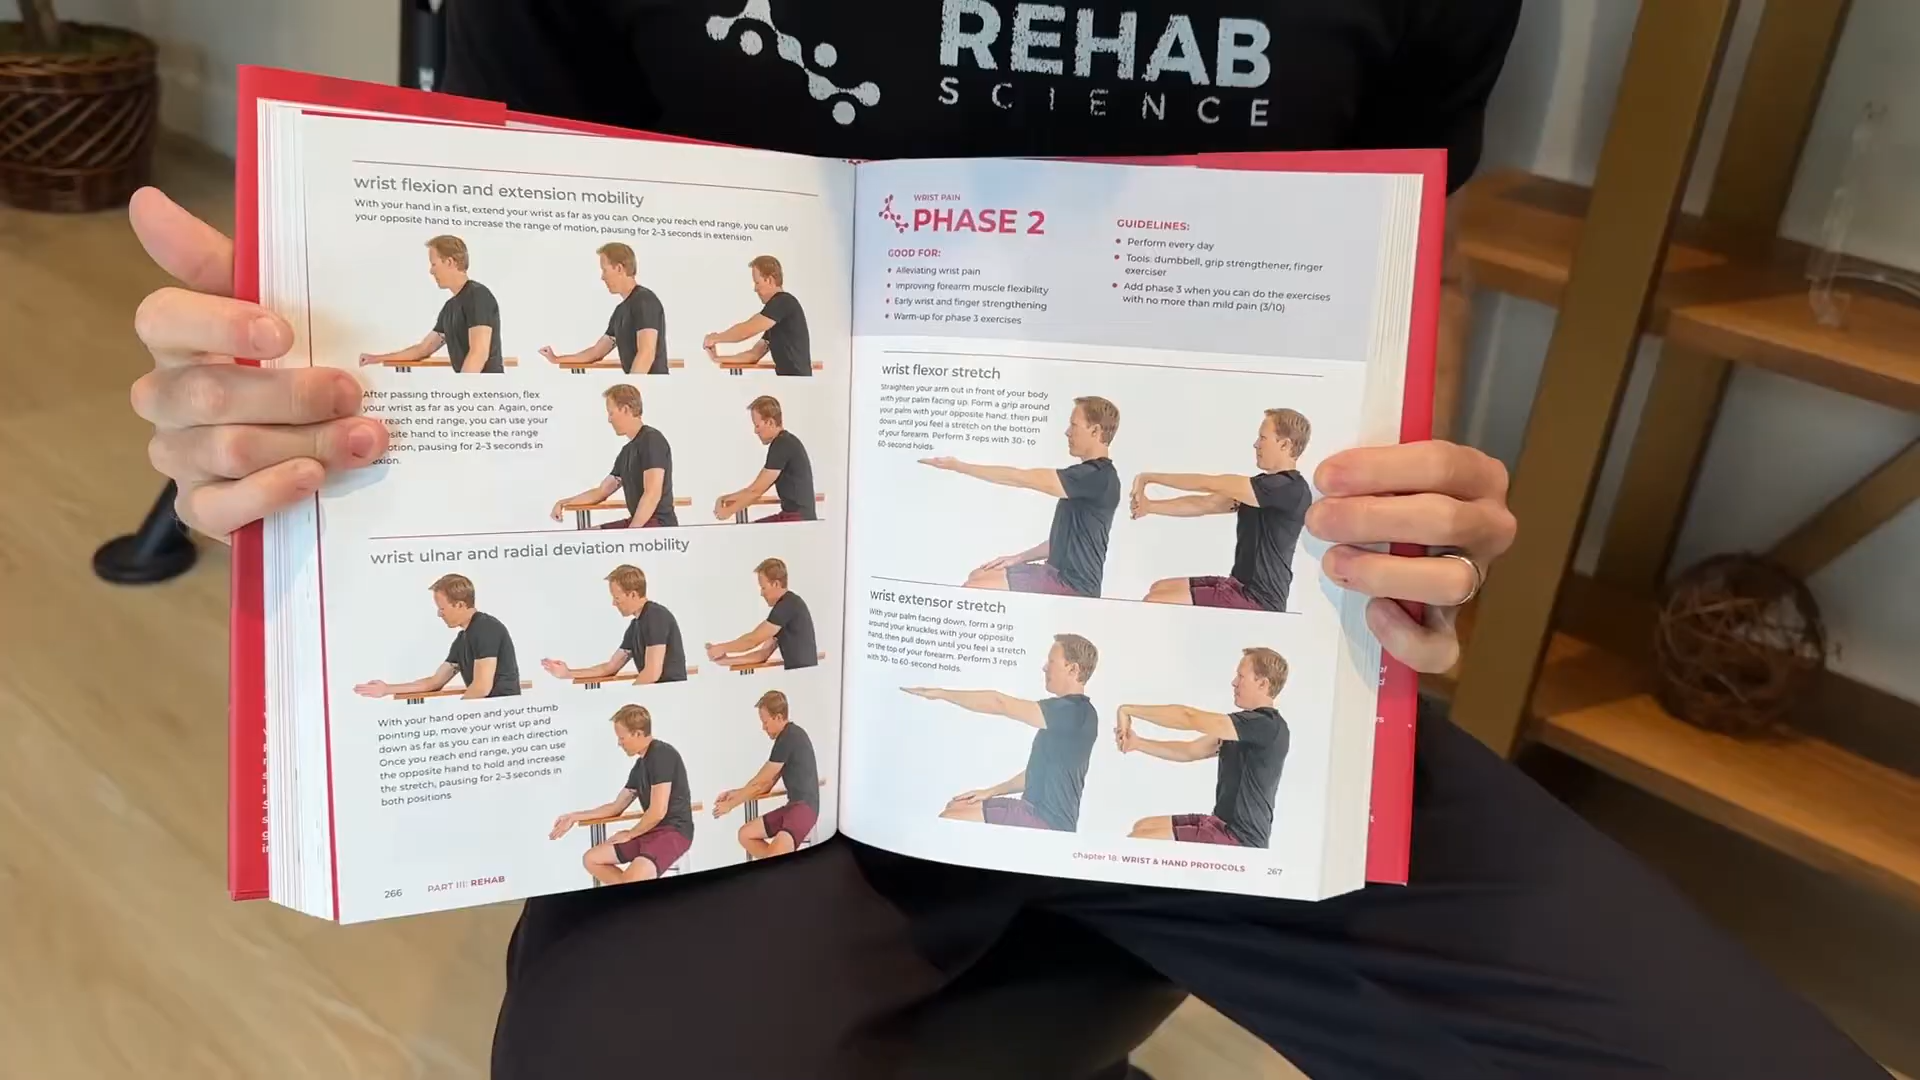 REHAB
SCIENCE
wrist flexion and extension mobility
With your hand in a fist, extend your wrist as far as you can. Once you reach end range, you can use
your opposite hand to increase the range of motion, pausing for 2–3 seconds in extension.
After passing through extension, flex
your wrist as far as you can. Again, once
reach end range, you can use your
hand to increase the range
pausing for 2–3 seconds in
wrist ulnar and radial deviation mobility
With your hand open and your thumb
pointing up, move your wrist up and
down as far as you can in each direction
Once you reach end range, you can use
the opposite hand to hold and increase
the stretch, pausing for 2–3 seconds in
both positions
266 PART III: REHAB
WRIST PAIN
PHASE 2
GOOD FOR:
• Alleviating wrist pain
• Improving forearm muscle flexibility
• Early wrist and finger strengthening
• Warm-up for phase 3 exercises
GUIDELINES:
• Perform every day
• Tools: dumbbell, grip strengthener, finger
exerciser
• Add phase 3 when you can do the exercises
with no more than mild pain (3/10)
wrist flexor stretch
Straighten your arm out in front of your body
with your palm facing up. Form a grip around
your palm with your opposite hand, then pull
down until you feel a stretch on the bottom
of your forearm. Perform 3 reps with 30- to
60-second holds.
wrist extensor stretch
With your palm facing down, form a grip
around your knuckles with your opposite
hand, then pull down until you feel a stretch
on the top of your forearm. Perform 3 reps
with 30- to 60-second holds.
chapter 18: WRIST & HAND PROTOCOLS 267